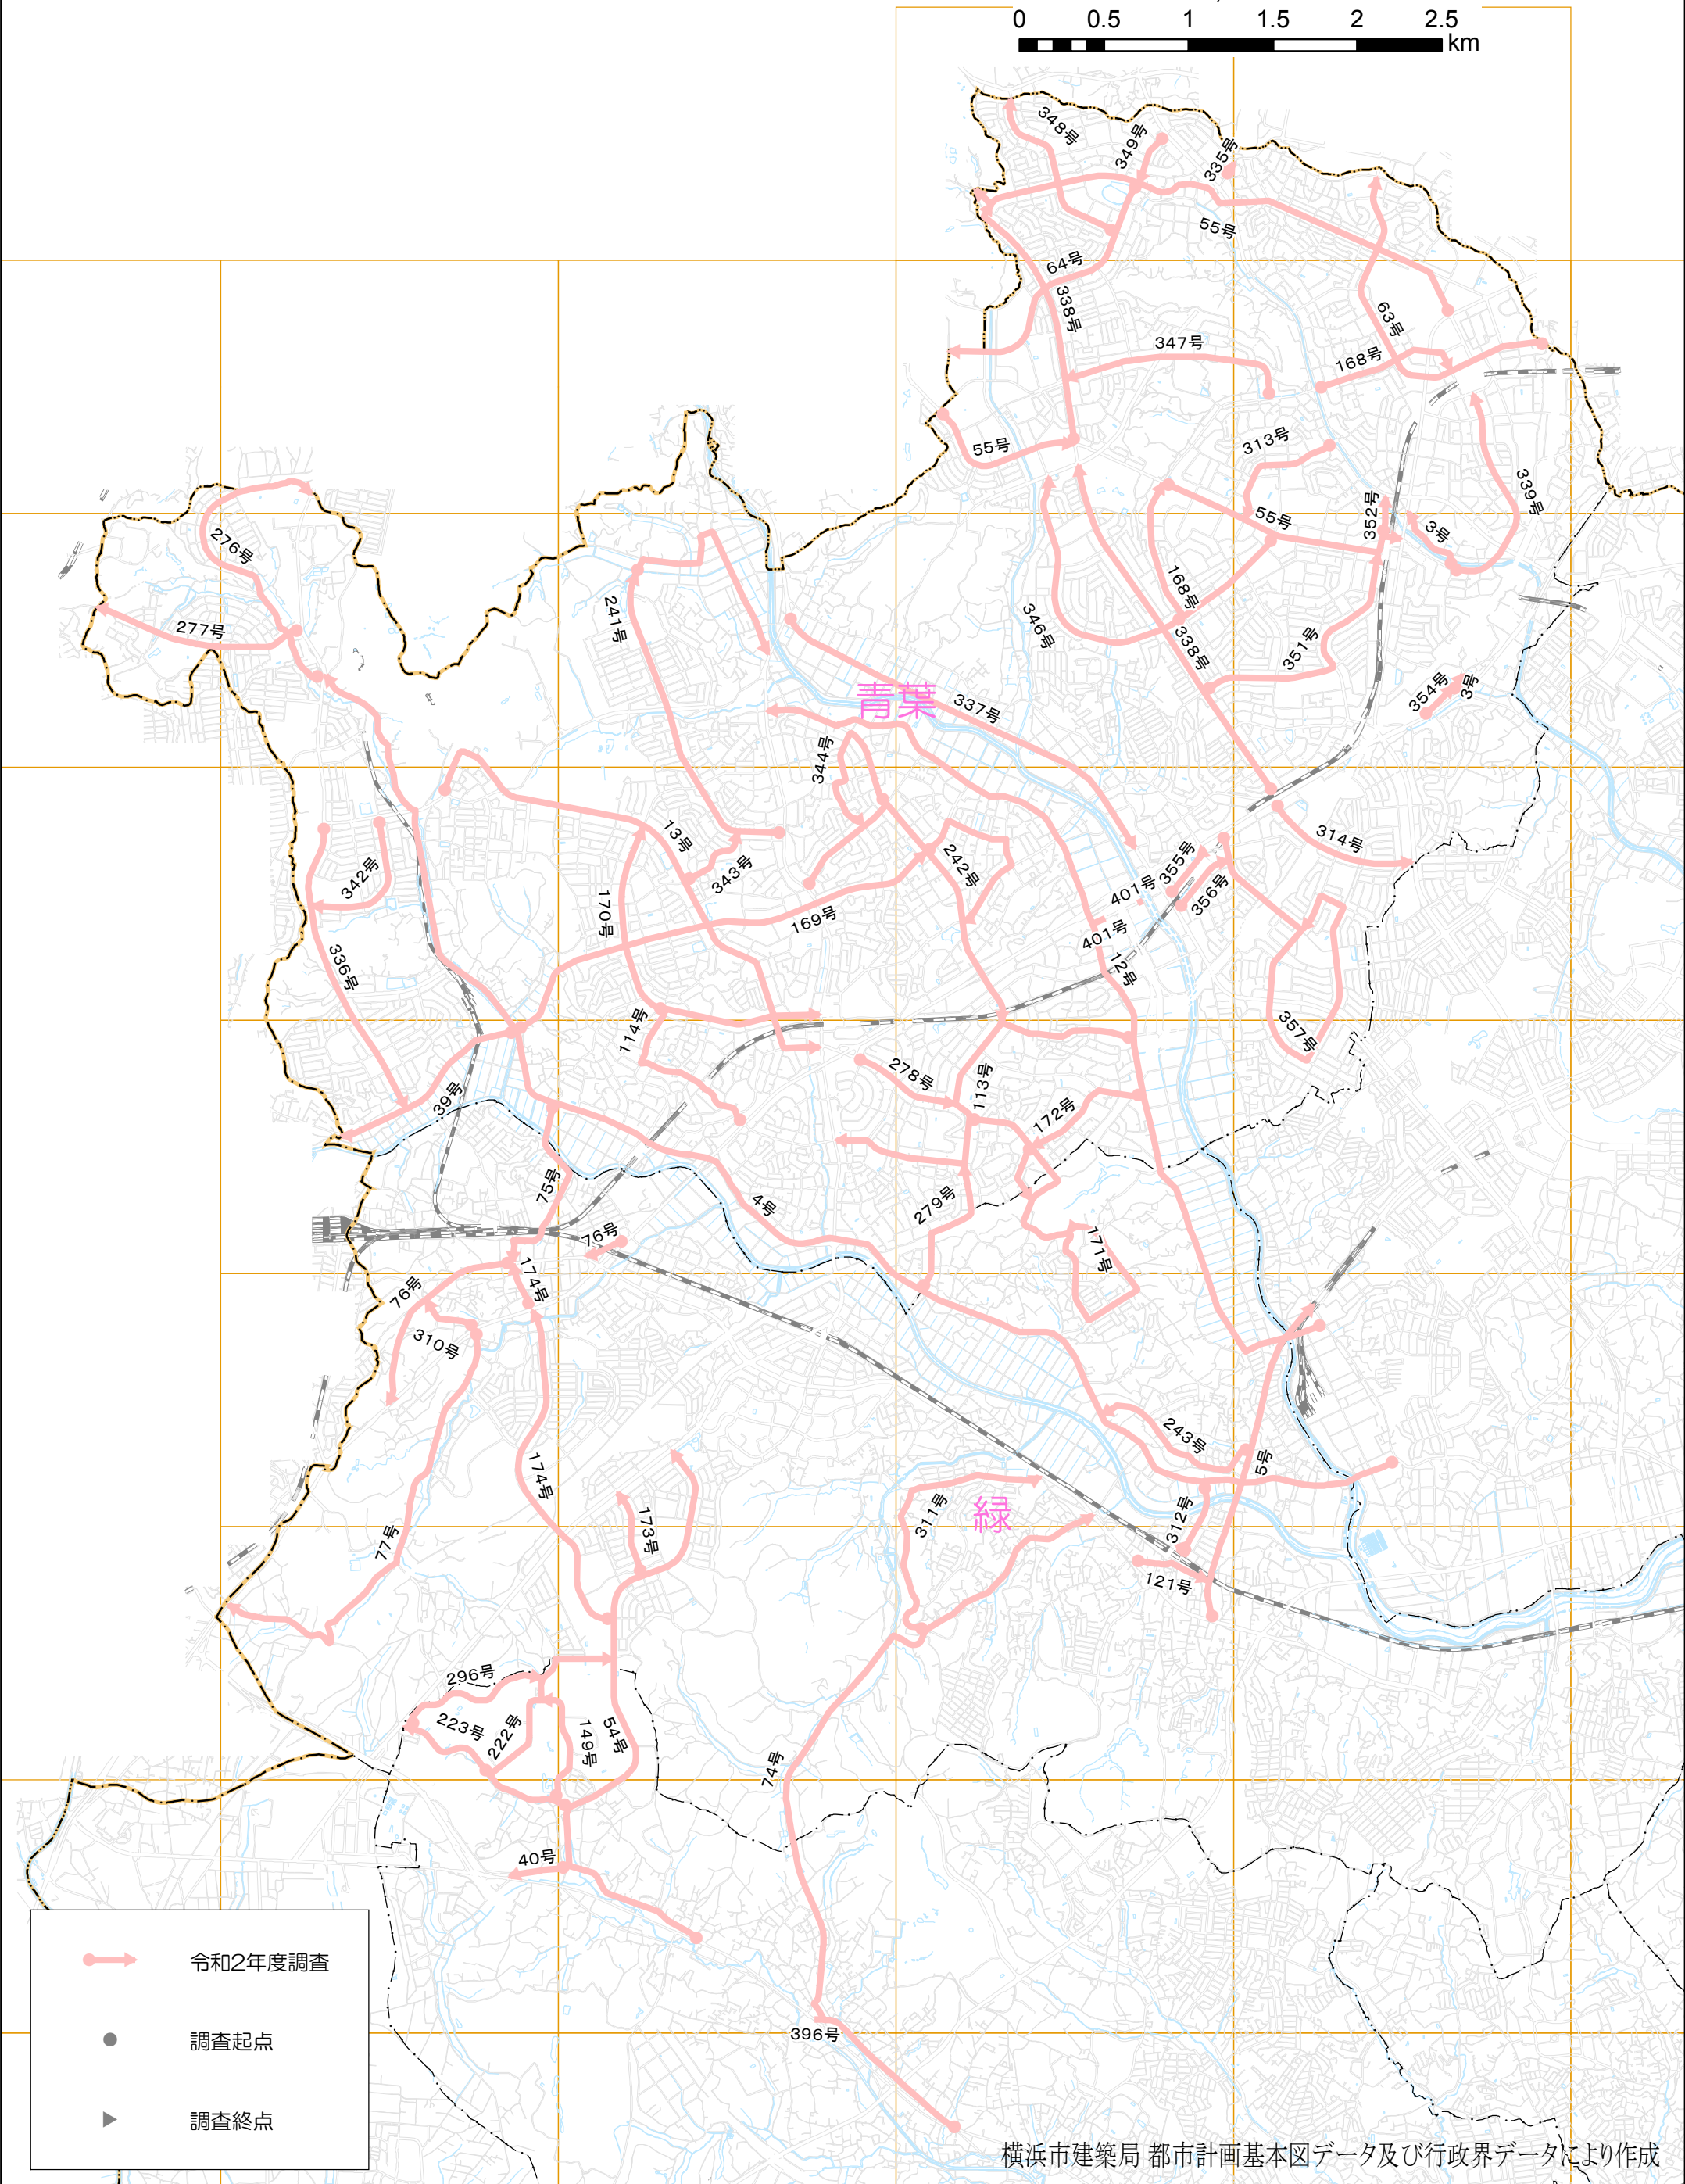 0 0.5 1 1.5 2 2.5
km
348号
349号
335号
55号
64号
338号
63号
347号
168号
55号
313号
339号
352号
55号
3号
276号
168号
241号
346号
277号
338号
351号
354号
3号
青葉
337号
344号
13号
314号
242号
343号
342号
355号
401号
356号
170号
169号
401号
336号
12号
114号
357号
278号
113号
39号
172号
75号
4号
279号
76号
171号
174号
76号
310号
243号
5号
174号
311号
緑
312号
173号
77号
121号
296号
223号
222号
149号
54号
74号
40号
396号
令和2年度調査
調査起点
調査終点
横浜市建築局 都市計画基本図データ及び行政界データにより作成